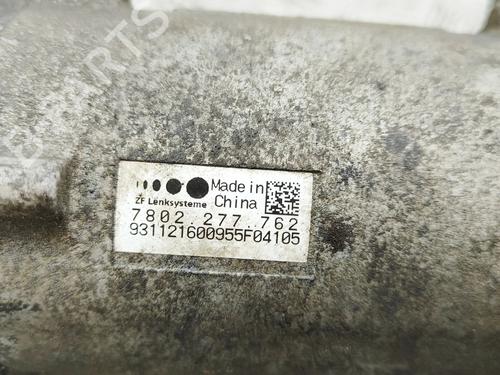 Made in
ZF Lenksysteme China
7802.277.762
931121600955F04105